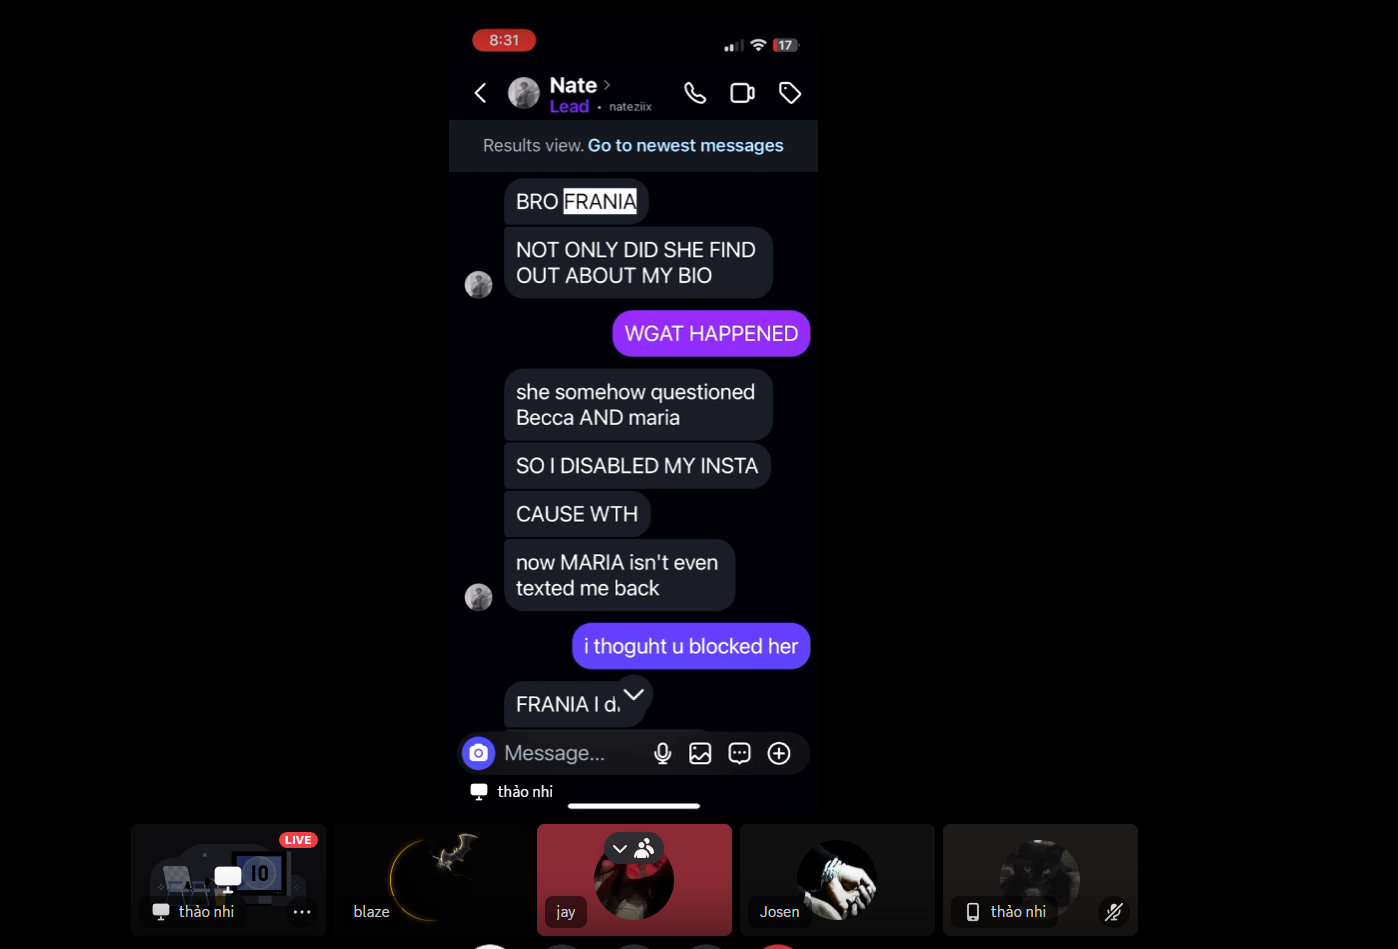 8:31
17
Nate
Lead • nateziix
Results view. Go to newest messages
BRO FRANIA
NOT ONLY DID SHE FIND
OUT ABOUT MY BIO
WGAT HAPPENED
she somehow questioned
Becca AND maria
SO I DISABLED MY INSTA
CAUSE WTH
now MARIA isn't even
texted me back
i thoguht u blocked her
FRANIA I d
Message...
thảo nhi
LIVE
10
thảo nhi
blaze
jay
Josen
thảo nhi